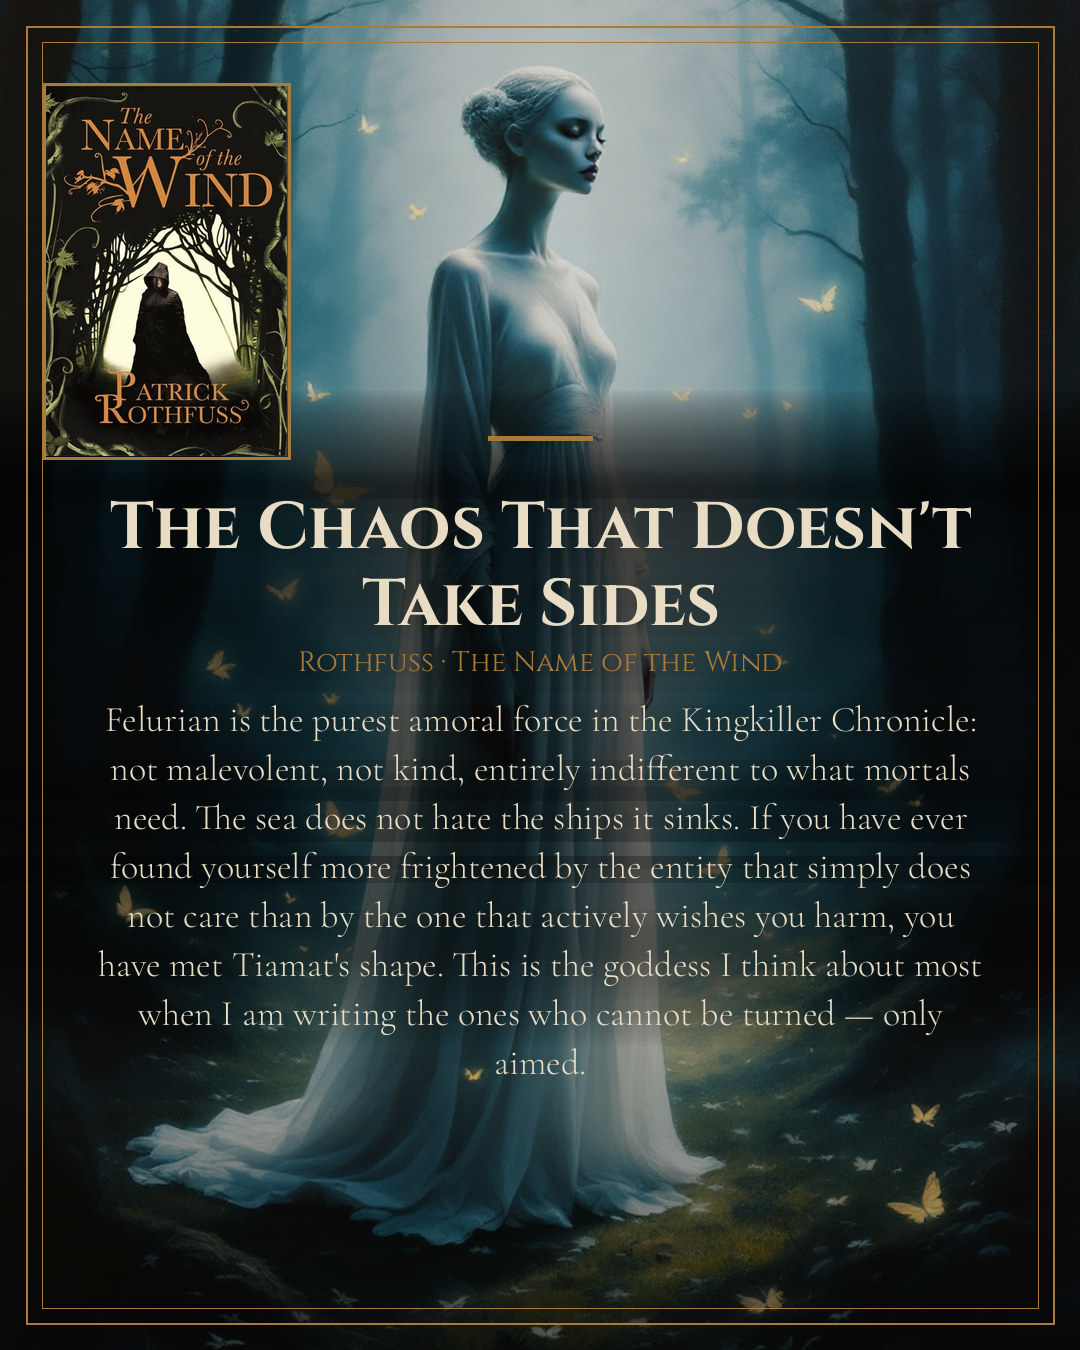 The
NAME
of the
WIND
PATRICK
ROTHFUSS
THE CHAOS THAT DOESN'T
TAKE SIDES
ROTHFUSS · THE NAME OF THE WIND
Felurian is the purest amoral force in the Kingkiller Chronicle:
not malevolent, not kind, entirely indifferent to what mortals
need. The sea does not hate the ships it sinks. If you have ever
found yourself more frightened by the entity that simply does
not care than by the one that actively wishes you harm, you
have met Tiamat's shape. This is the goddess I think about most
when I am writing the ones who cannot be turned — only
aimed.